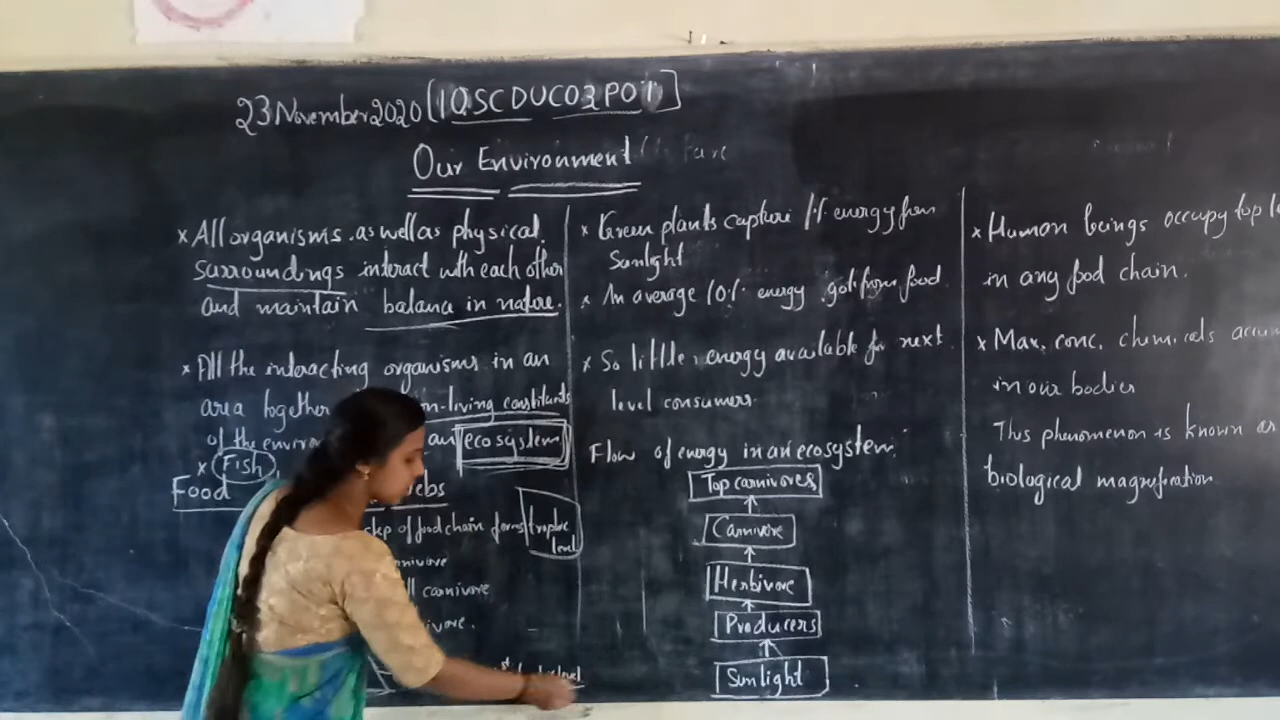 23 November 2020 [10SCDUC02P01]
Our Environment
x All organisms as well as physical
surroundings interact with each other
and maintain balance in nature.
x All the interacting organisms in an
area together living constituents
of the an ecosystem
x Fish
Food
step of food chain forms trophic
level
carnivore
level
x Green plants capture 1% energy from
Sunlight
x An average 10% energy got from food
x So little energy available for next
level consumers.
Flow of energy in an ecosystem.
Top carnivores
Carnivore
Herbivore
Producers
Sunlight
x Human beings occupy top
in any food chain.
x Max. conc. chemicals
in our bodies
This phenomenon is known as
biological magnification